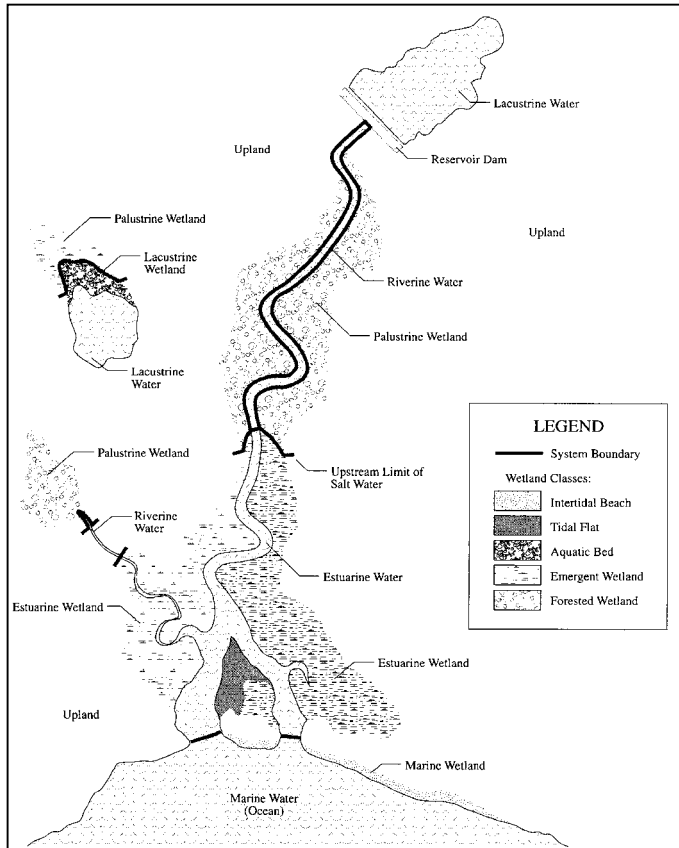 Lacustrine Water
Upland
Reservoir Dam
Palustrine Wetland
Upland
Lacustrine
Wetland
Riverine Water
Palustrine Wetland
Lacustrine
Water
LEGEND
System Boundary
Wetland Classes:
Intertidal Beach
Tidal Flat
Aquatic Bed
Emergent Wetland
Forested Wetland
Palustrine Wetland
Upstream Limit of
Salt Water
Riverine
Water
Estuarine Water
Estuarine Wetland
Estuarine Wetland
Upland
Marine Wetland
Marine Water
(Ocean)